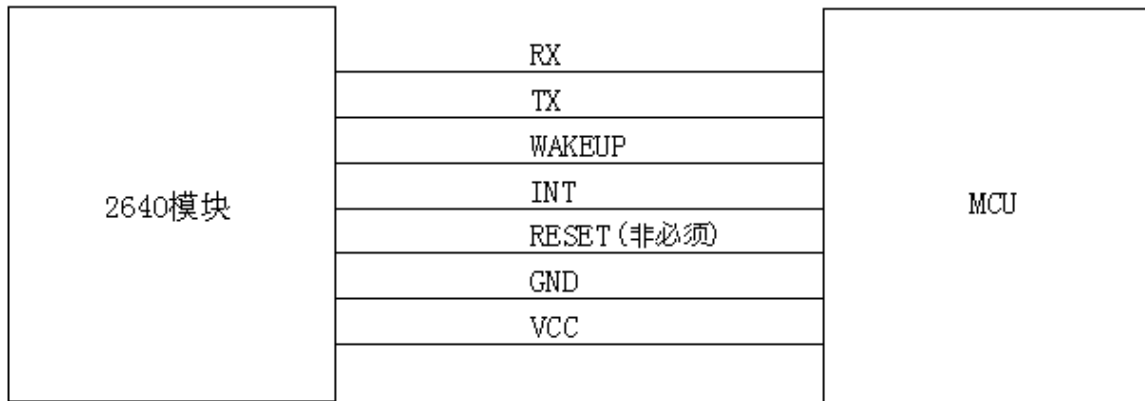 RX
TX
WAKEUP
INT
2640模块
MCU
RESET(非必须)
GND
VCC